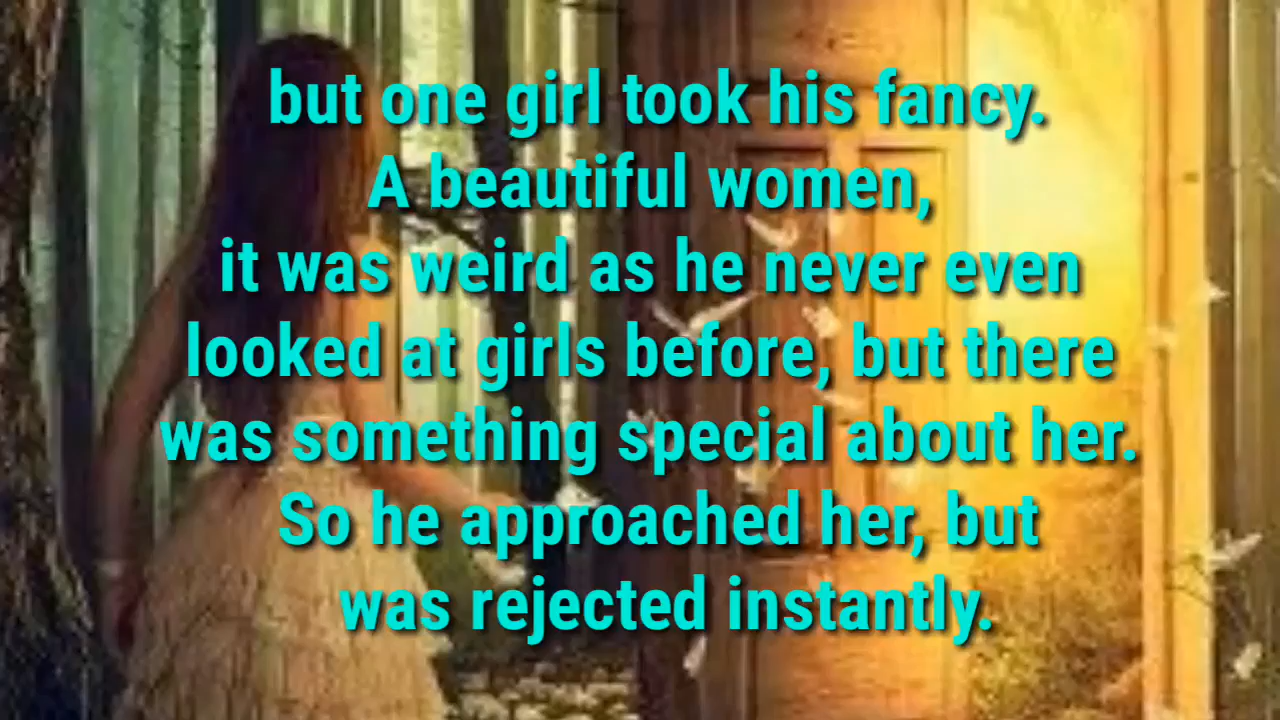 but one girl took his fancy.
A beautiful women,
it was weird as he never even
looked at girls before, but there
was something special about her.
So he approached her, but
was rejected instantly.